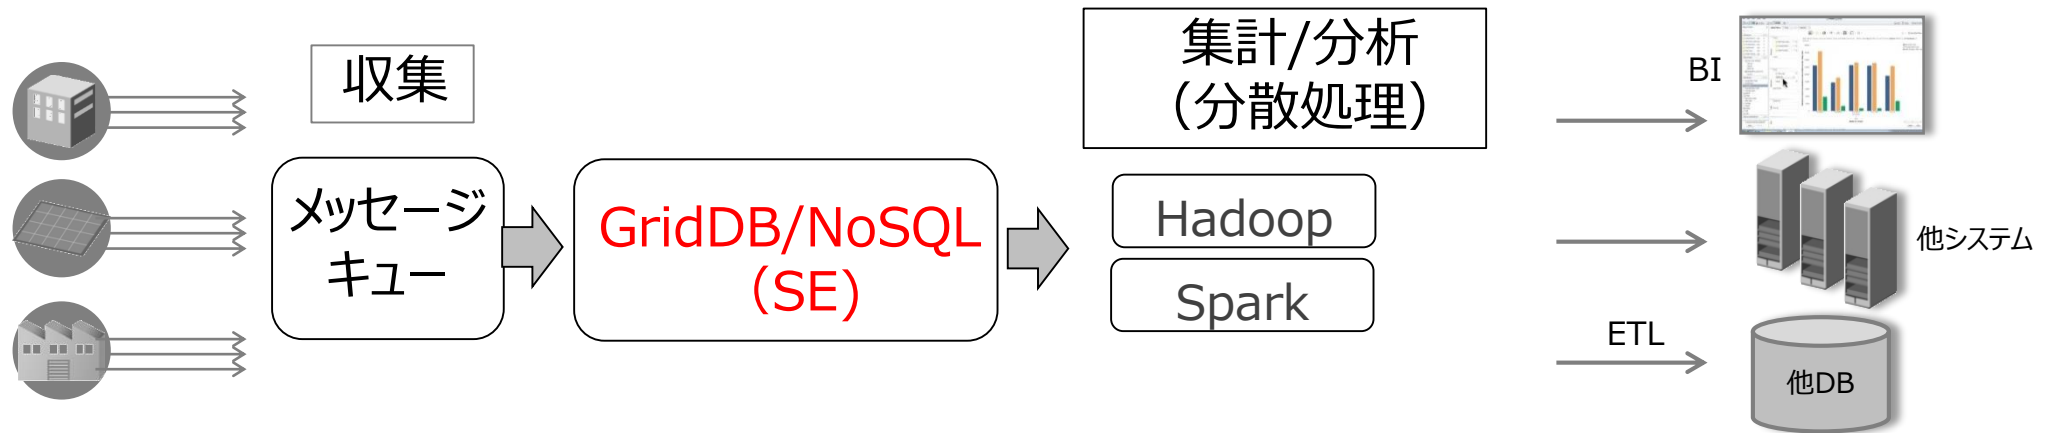 収集
メッセージ
キュー
GridDB/NoSQL
（SE）
集計/分析
（分散処理）
Hadoop
Spark
BI
他システム
ETL
他DB